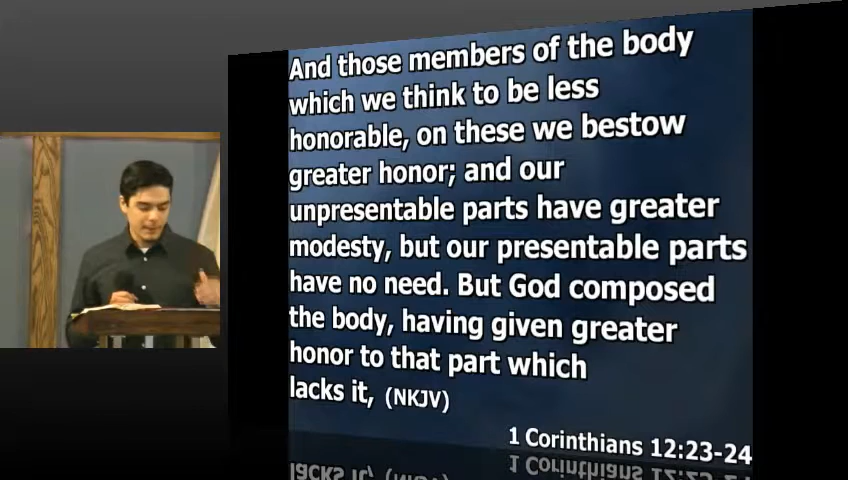 And those members of the body
which we think to be less
honorable, on these we bestow
greater honor; and our
unpresentable parts have greater
modesty, but our presentable parts
have no need. But God composed
the body, having given greater
honor to that part which
lacks it, (NKJV)
1 Corinthians 12:23-24